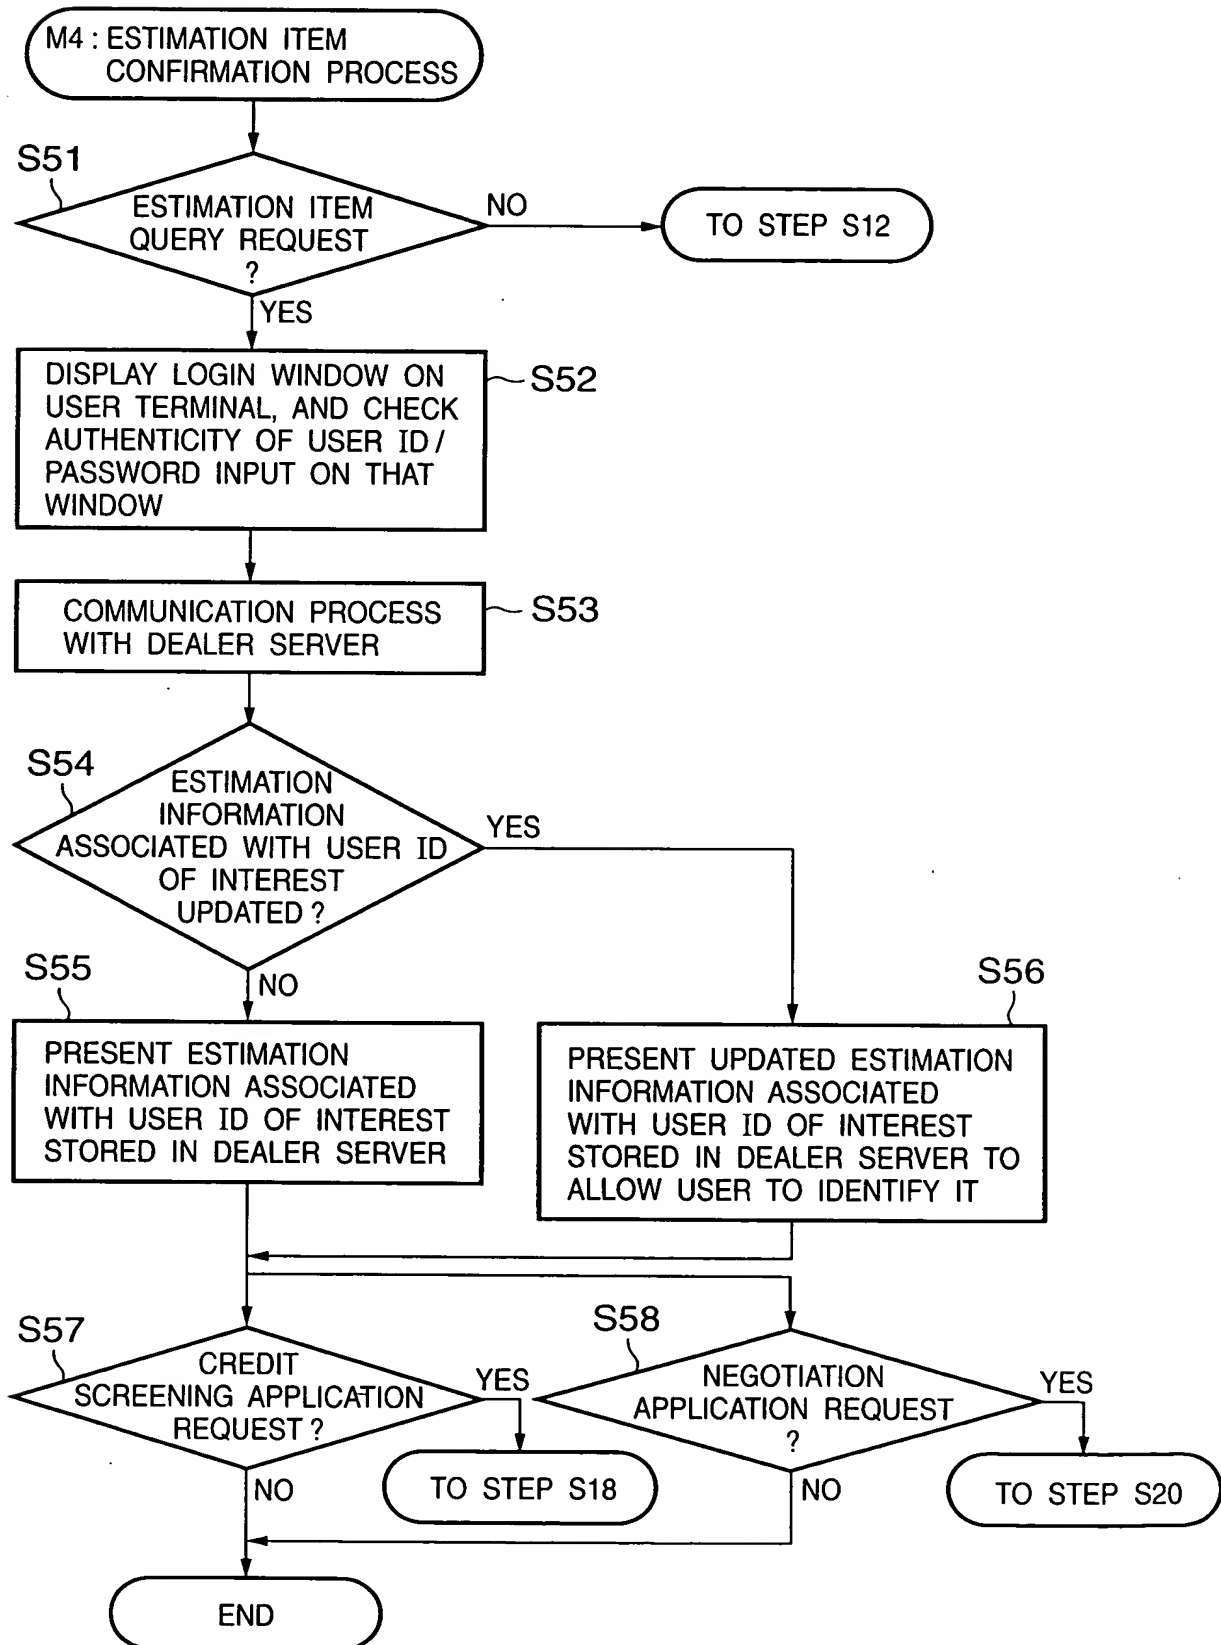 M4 : ESTIMATION ITEM
CONFIRMATION PROCESS
S51
ESTIMATION ITEM
QUERY REQUEST
?
NO
TO STEP S12
YES
DISPLAY LOGIN WINDOW ON
USER TERMINAL, AND CHECK
AUTHENTICITY OF USER ID /
PASSWORD INPUT ON THAT
WINDOW
S52
COMMUNICATION PROCESS
WITH DEALER SERVER
S53
S54
ESTIMATION
INFORMATION
ASSOCIATED WITH USER ID
OF INTEREST
UPDATED ?
YES
NO
S55
PRESENT ESTIMATION
INFORMATION ASSOCIATED
WITH USER ID OF INTEREST
STORED IN DEALER SERVER
S56
PRESENT UPDATED ESTIMATION
INFORMATION ASSOCIATED
WITH USER ID OF INTEREST
STORED IN DEALER SERVER TO
ALLOW USER TO IDENTIFY IT
S57
CREDIT
SCREENING APPLICATION
REQUEST ?
YES
TO STEP S18
NO
S58
NEGOTIATION
APPLICATION REQUEST
?
YES
TO STEP S20
NO
END